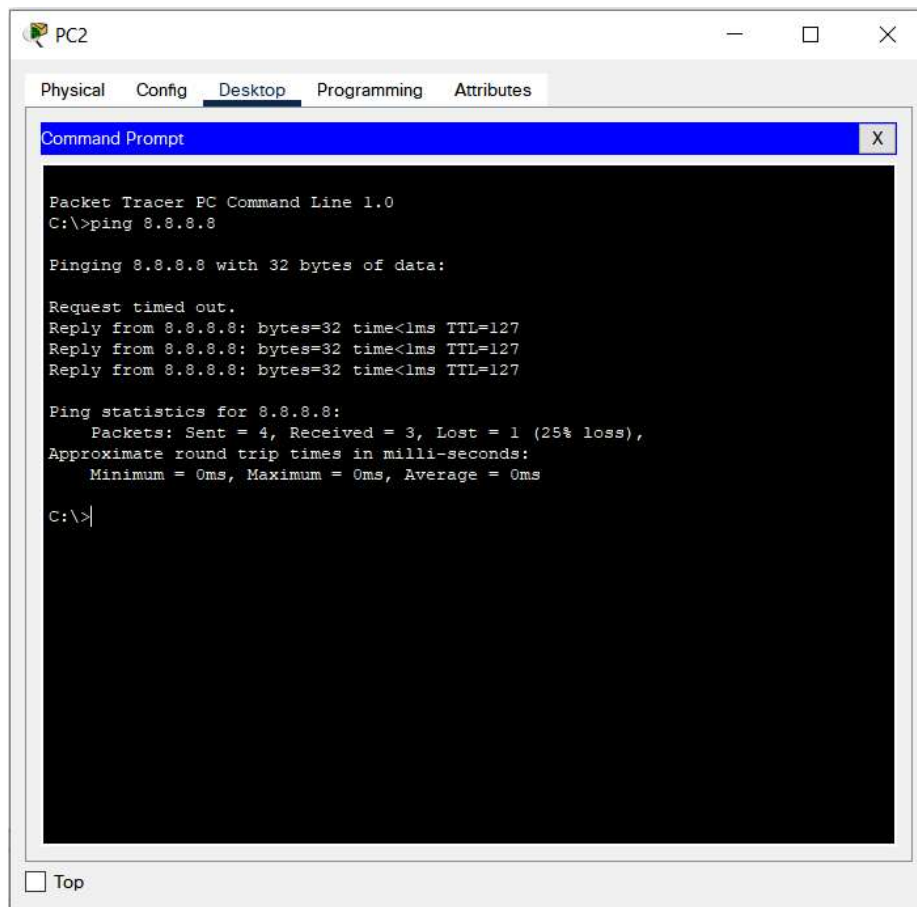 PC2
Physical Config Desktop Programming Attributes
Command Prompt X
Packet Tracer PC Command Line 1.0
C:\>ping 8.8.8.8
Pinging 8.8.8.8 with 32 bytes of data:
Request timed out.
Reply from 8.8.8.8: bytes=32 time<1ms TTL=127
Reply from 8.8.8.8: bytes=32 time<1ms TTL=127
Reply from 8.8.8.8: bytes=32 time<1ms TTL=127
Ping statistics for 8.8.8.8:
    Packets: Sent = 4, Received = 3, Lost = 1 (25% loss),
Approximate round trip times in milli-seconds:
    Minimum = 0ms, Maximum = 0ms, Average = 0ms
C:\>
Top